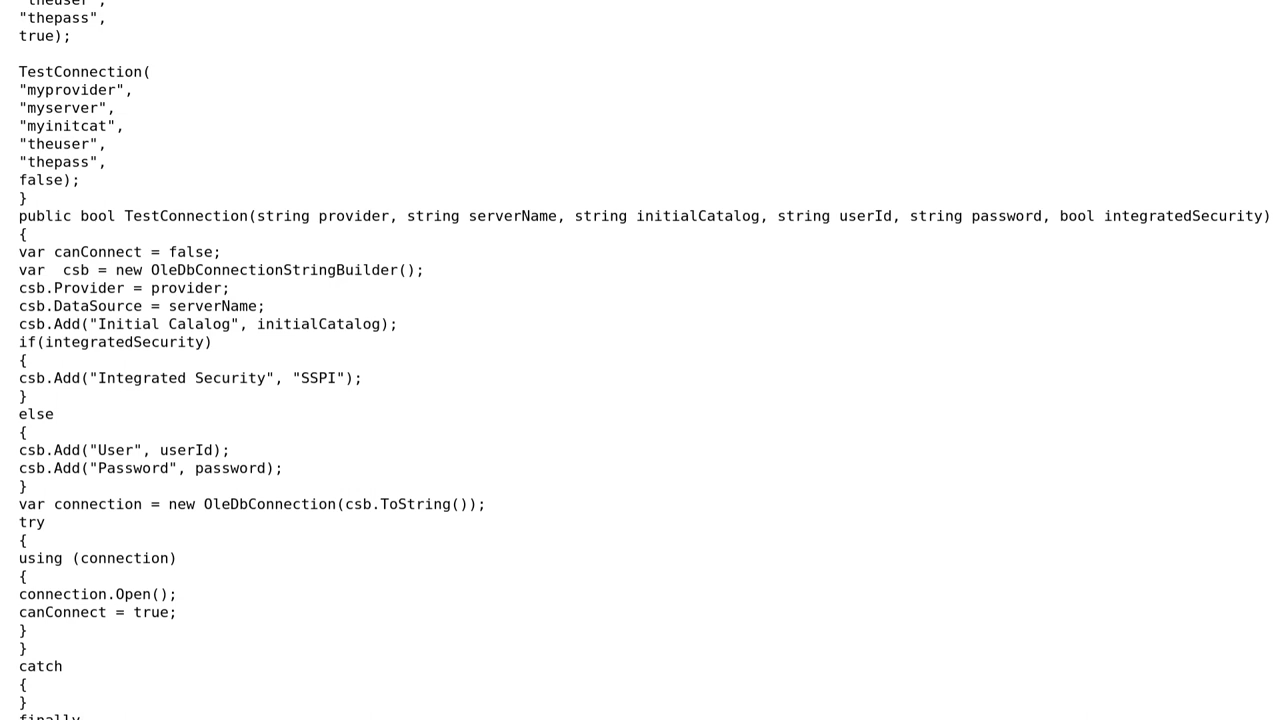 "theuser",
"thepass",
true);
TestConnection(
"myprovider",
"myserver",
"myinitcat",
"theuser",
"thepass",
false);
}
public bool TestConnection(string provider, string serverName, string initialCatalog, string userId, string password, bool integratedSecurity)
{
var canConnect = false;
var  csb = new OleDbConnectionStringBuilder();
csb.Provider = provider;
csb.DataSource = serverName;
csb.Add("Initial Calalog", initialCatalog);
if(integratedSecurity)
{
csb.Add("Integrated Security", "SSPI");
}
else
{
csb.Add("User", userId);
csb.Add("Password", password);
}
var connection = new OleDbConnection(csb.ToString());
try
{
using (connection)
{
connection.Open();
canConnect = true;
}
}
catch
{
}
finally